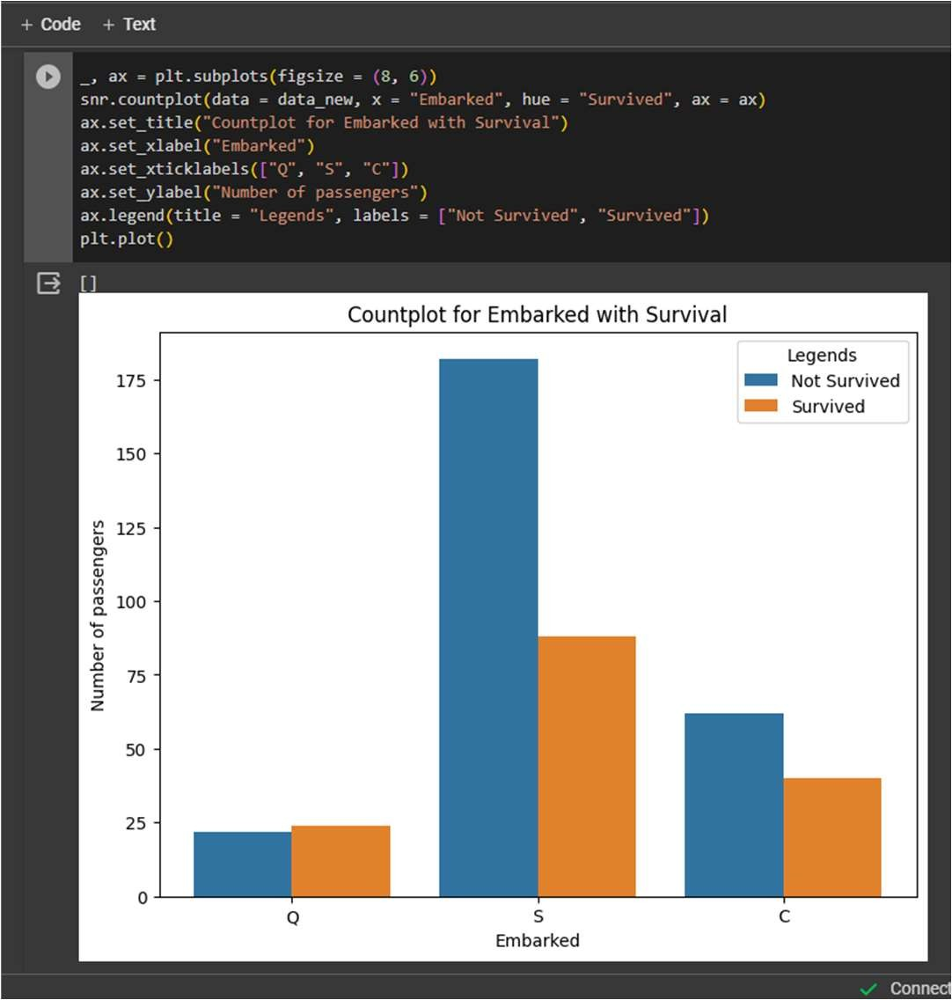 + Code + Text
_, ax = plt.subplots(figsize = (8, 6))
snr.countplot(data = data_new, x = "Embarked", hue = "Survived", ax = ax)
ax.set_title("Countplot for Embarked with Survival")
ax.set_xlabel("Embarked")
ax.set_xticklabels(["Q", "S", "C"])
ax.set_ylabel("Number of passengers")
ax.legend(title = "Legends", labels = ["Not Survived", "Survived"])
plt.plot()
[]
Countplot for Embarked with Survival
Legends
Not Survived
Survived
175
150
125
100
75
50
25
0
Number of passengers
Q S C
Embarked
Connect